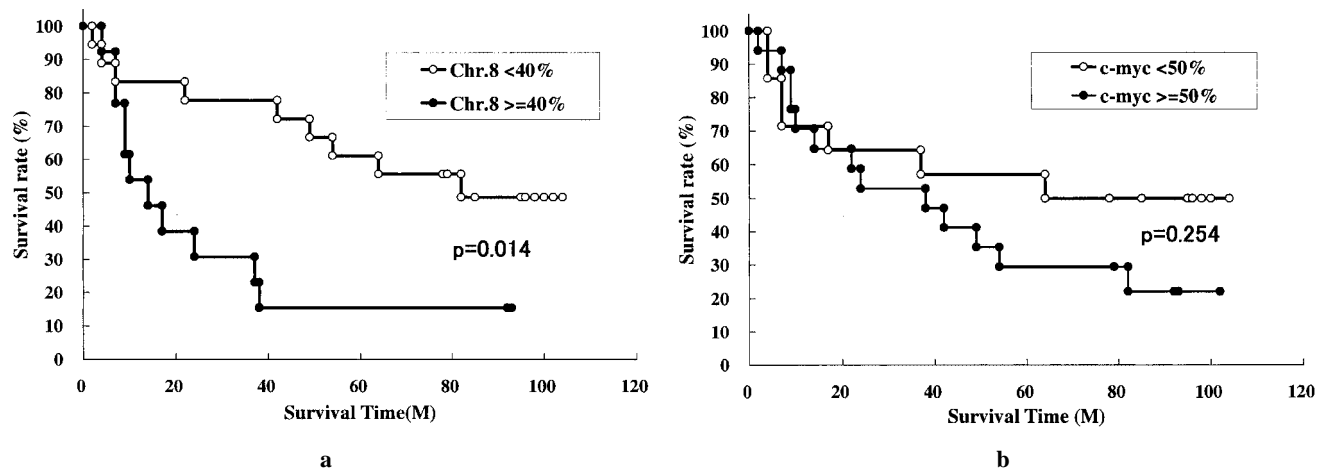 100
90
80
70
60
50
40
30
20
10
0
Survival rate (%)
Chr.8 <40%
Chr.8 >=40%
p=0.014
0 20 40 60 80 100 120
Survival Time(M)
a
100
90
80
70
60
50
40
30
20
10
0
Survival rate (%)
c-myc <50%
c-myc >=50%
p=0.254
0 20 40 60 80 100 120
Survival Time (M)
b